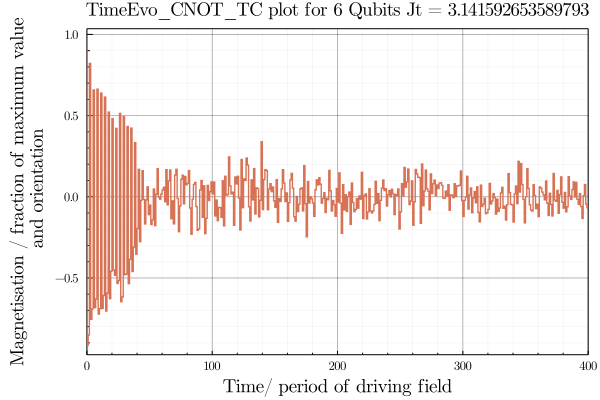 TimeEvo_CNOT_TC plot for 6 Qubits Jt = 3.141592653589793
Magnetisation / fraction of maximum value
and orientation
1.0
0.5
0.0
−0.5
0
100
200
300
400
Time/ period of driving field